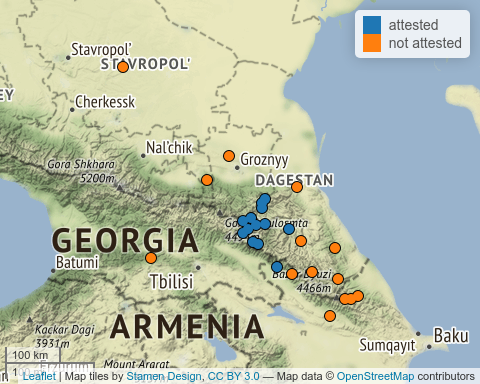 attested
not attested
Stavropol'
STAVROPOL'
Cherkessk
Nal'chik
Gora Shkhara
5200m
Groznyy
DAGESTAN
GEORGIA
Batumi
Tbilisi
4466m
ARMENIA
Kackar Dagi
3931m
Mount Ararat
Sumqayıt
Baku
100 km
Leaflet | Map tiles by Stamen Design, CC BY 3.0 — Map data © OpenStreetMap contributors